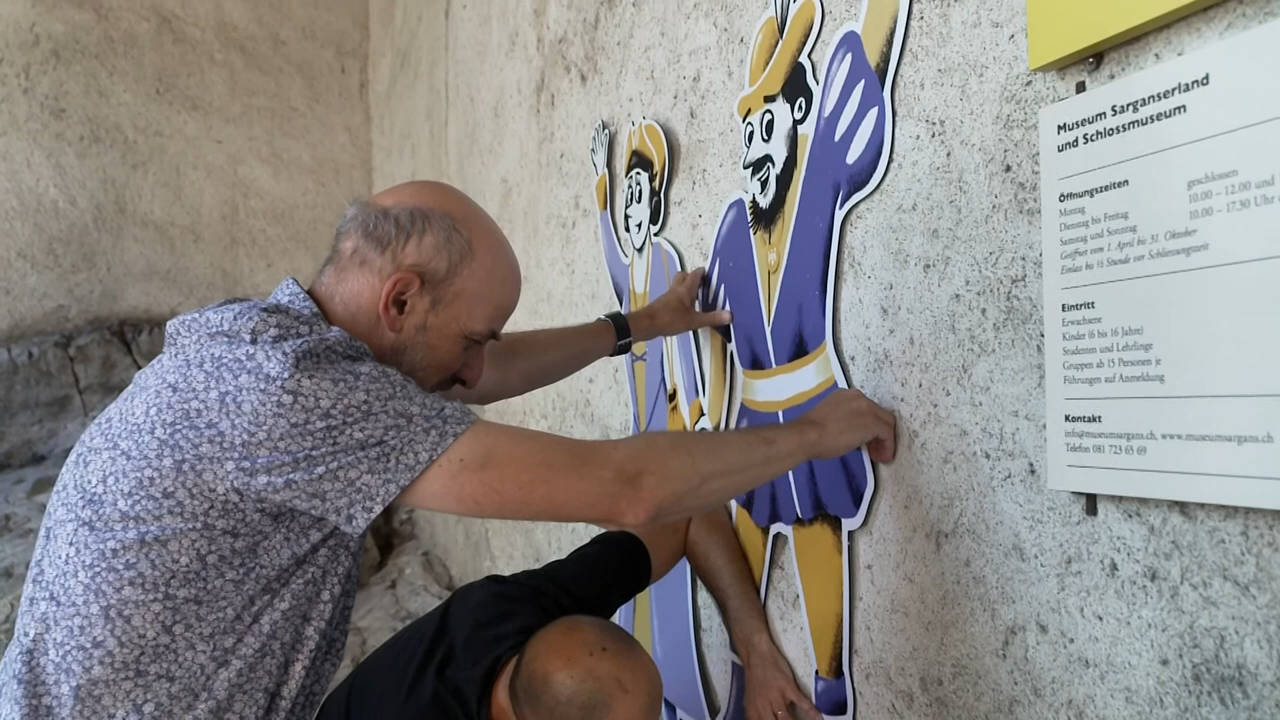 Museum Sarganserland
und Schlossmuseum
Öffnungszeiten
Montag geschlossen
Dienstag bis Freitag 10.00 – 12.00 und
Samstag und Sonntag 10.00 – 17.30 Uhr
Geöffnet vom 1. April bis 31. Oktober
Einlass bis ½ Stunde vor Schliessungszeit
Eintritt
Erwachsene
Kinder (6 bis 16 Jahre)
Studenten und Lehrlinge
Gruppen ab 15 Personen je
Führungen auf Anmeldung
Kontakt
info@museumsargans.ch, www.museumsargans.ch
Telefon 081 723 65 69